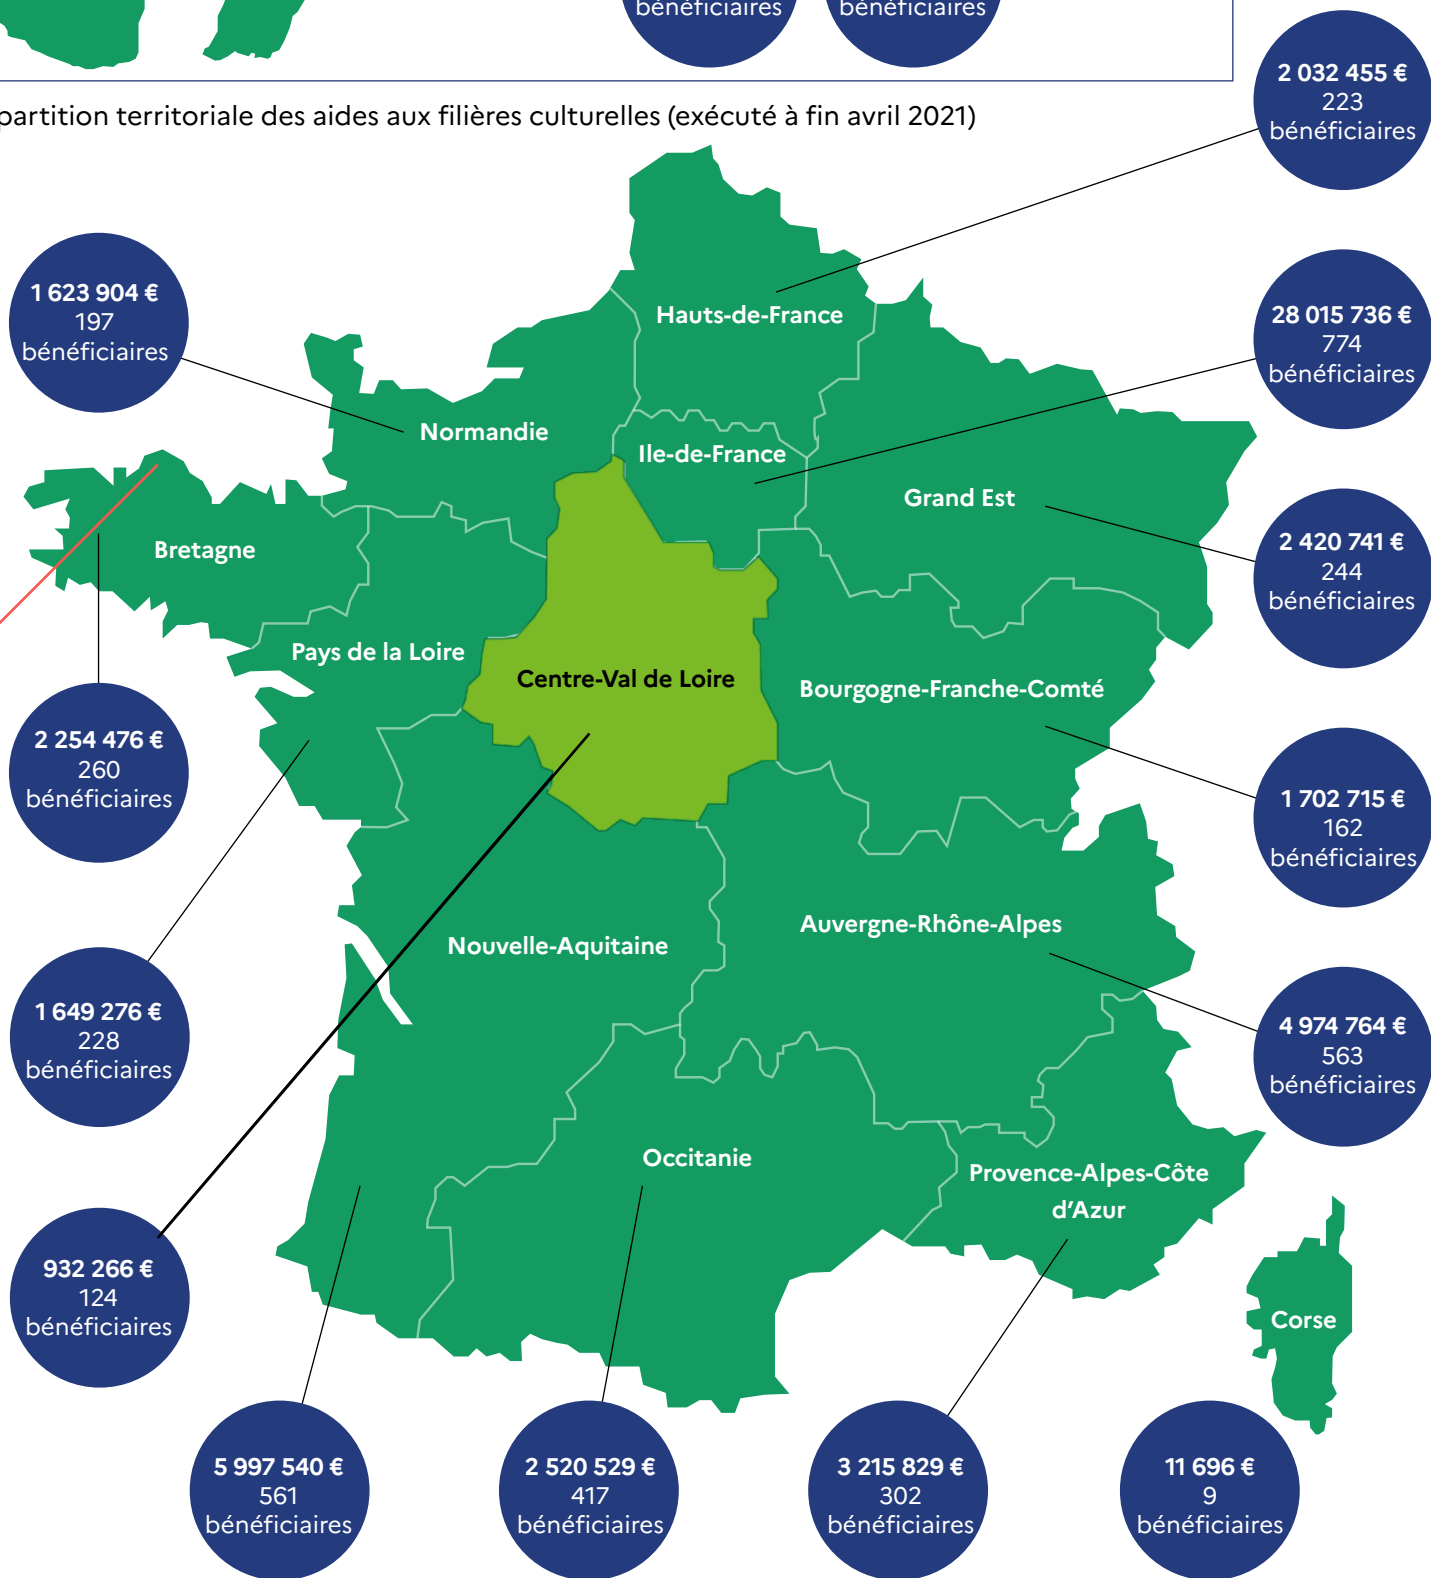 bénéficiaires
bénéficiaires
partition territoriale des aides aux filières culturelles (exécuté à fin avril 2021)
2 032 455 €
223
bénéficiaires
1 623 904 €
197
bénéficiaires
Hauts-de-France
28 015 736 €
774
bénéficiaires
Normandie
Ile-de-France
Grand Est
2 420 741 €
244
bénéficiaires
Bretagne
Pays de la Loire
Centre-Val de Loire
Bourgogne-Franche-Comté
2 254 476 €
260
bénéficiaires
1 702 715 €
162
bénéficiaires
Nouvelle-Aquitaine
Auvergne-Rhône-Alpes
1 649 276 €
228
bénéficiaires
4 974 764 €
563
bénéficiaires
Occitanie
Provence-Alpes-Côte
d'Azur
932 266 €
124
bénéficiaires
Corse
5 997 540 €
561
bénéficiaires
2 520 529 €
417
bénéficiaires
3 215 829 €
302
bénéficiaires
11 696 €
9
bénéficiaires